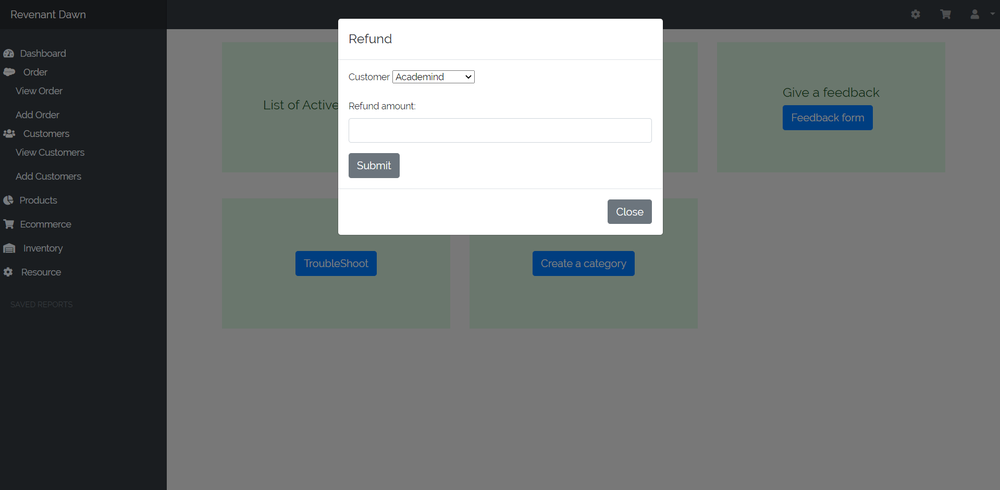 Revenant Dawn
Dashboard
Order
View Order
Add Order
Customers
View Customers
Add Customers
Products
Ecommerce
Inventory
Resource
SAVED REPORTS
Refund
Customer Academind
Refund amount:
Submit
Close
List of Active
Give a feedback
Feedback form
TroubleShoot
Create a category